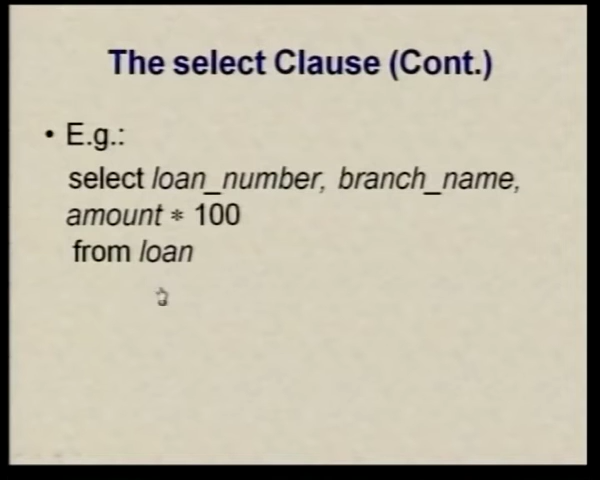 The select Clause (Cont.)
• E.g.:
select loan_number, branch_name,
amount * 100
from loan